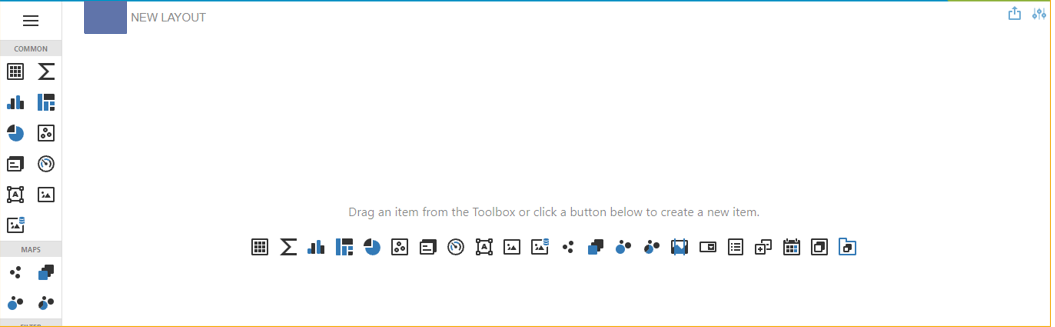 NEW LAYOUT
COMMON
Drag an item from the Toolbox or click a button below to create a new item.
MAPS